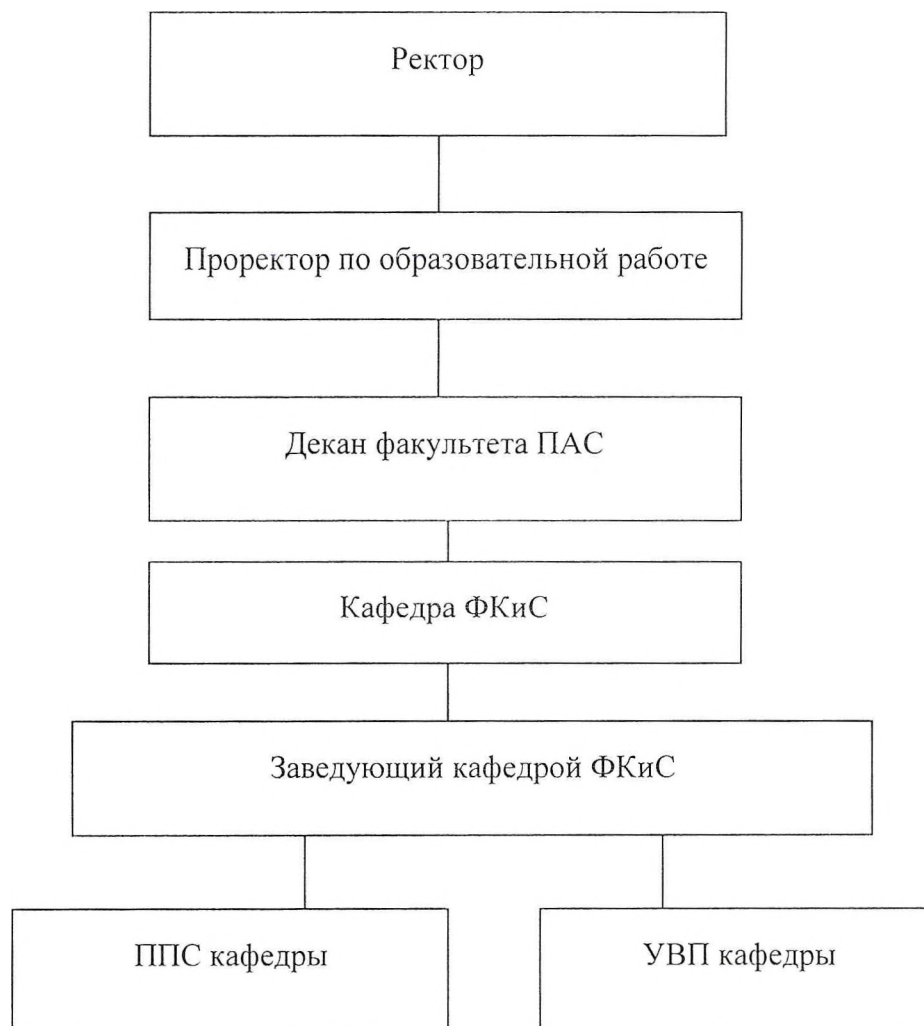 Ректор
Проректор по образовательной работе
Декан факультета ПАС
Кафедра ФКиС
Заведующий кафедрой ФКиС
ППС кафедры
УВП кафедры